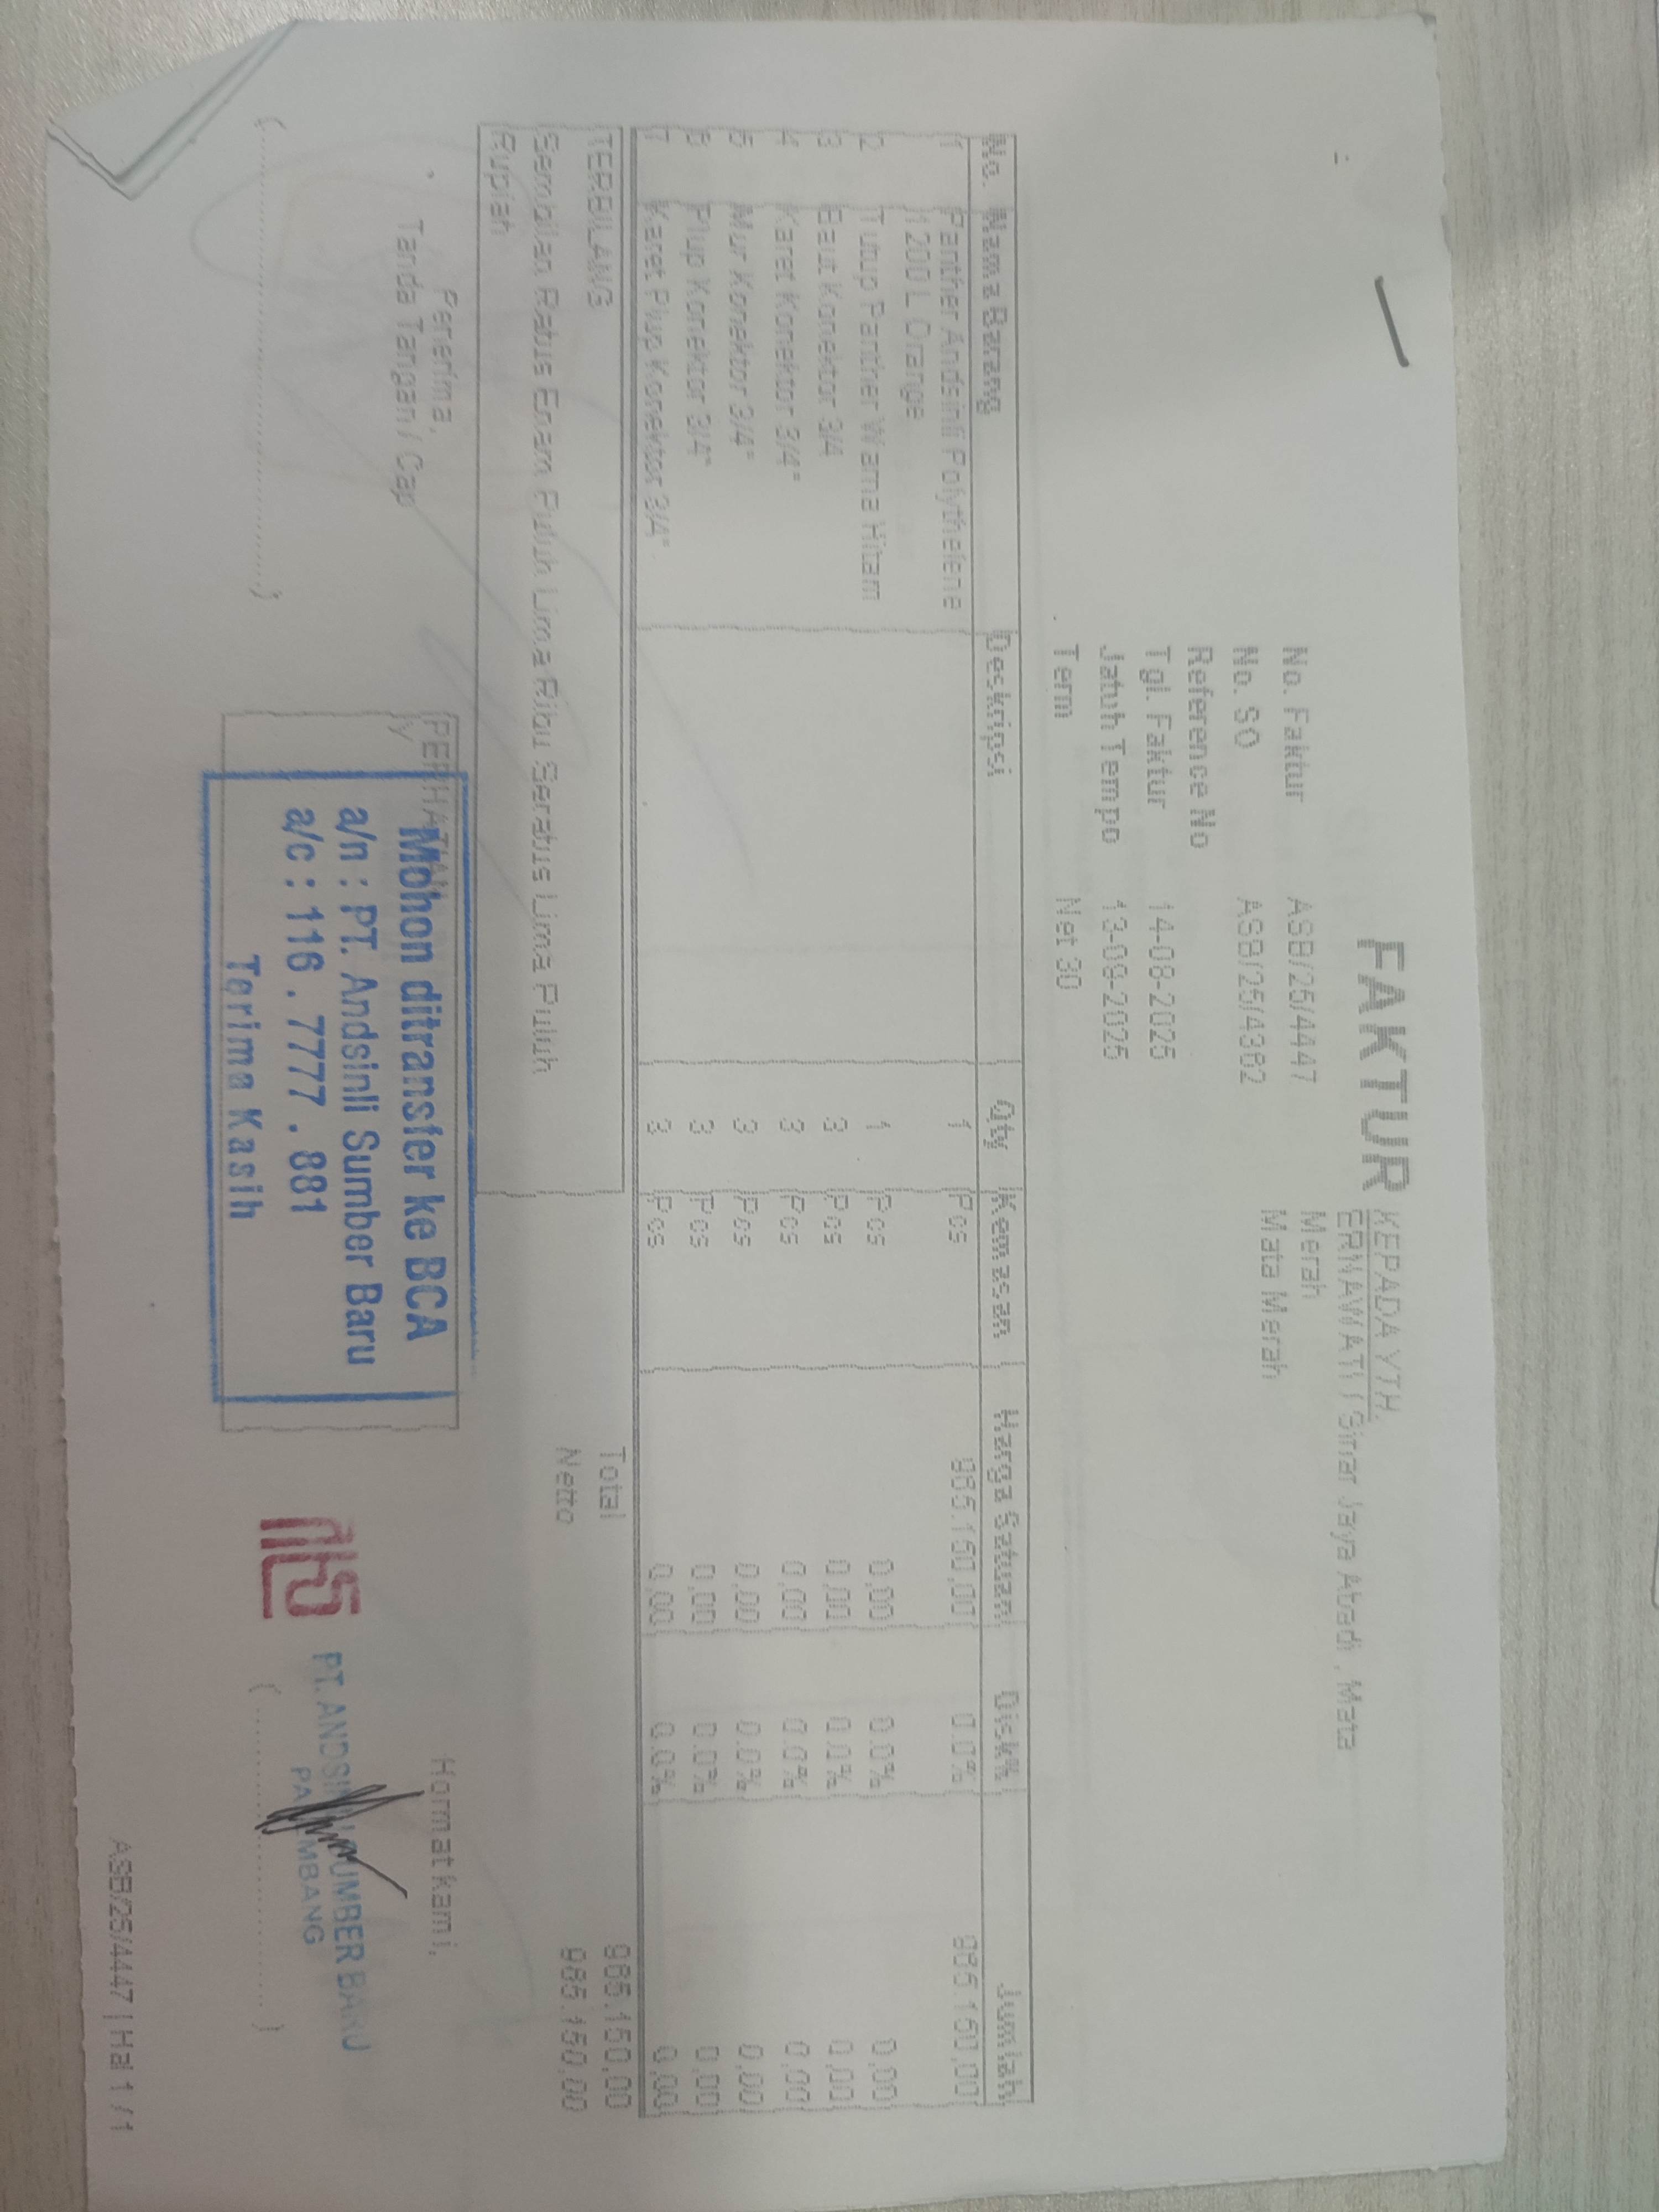 FAKTUR
No. Faktur ASB/25/4447
No. SO ASB/25/4382
Reference No
Tgl. Faktur 14-08-2025
Jatuh Tempo 13-09-2025
Term Net 30
KEPADA YTH.
ERNAWATI / Sinar Jaya Abadi , Mata
Merah
Mata Merah
:
No. Nama Barang Deskripsi Qty Kemasan Harga Satuan Disk% Jumlah
1 Panther Andsinli Polythelene 1 Pcs 965.150,00 0.0% 965.150,00
1200 L Orange
2 Tutup Panther Warna Hitam 1 Pcs 0,00 0.0% 0,00
3 Baut Konektor 3/4 3 Pcs 0,00 0.0% 0,00
4 Karet Konektor 3/4" 3 Pcs 0,00 0.0% 0,00
5 Mur Konektor 3/4" 3 Pcs 0,00 0.0% 0,00
6 Plup Konektor 3/4" 3 Pcs 0,00 0.0% 0,00
7 Karet Plup Konektor 3/4" 3 Pcs 0,00 0.0% 0,00
TERBILANG
Sembilan Ratus Enam Puluh Lima Ribu Seratus Lima Puluh
Rupiah
Total 965.150,00
Netto 965.150,00
Penerima,
Tanda Tangan / Cap
(..............................)
y
Mohon ditransfer ke BCA
a/n : PT. Andsinli Sumber Baru
a/c : 116 . 7777 . 881
Terima Kasih
Hormat kami,
PT. ANDSINLI SUMBER BARU
PALEMBANG
(..............................)
ASB/25/4447 | Hal 1 / 1